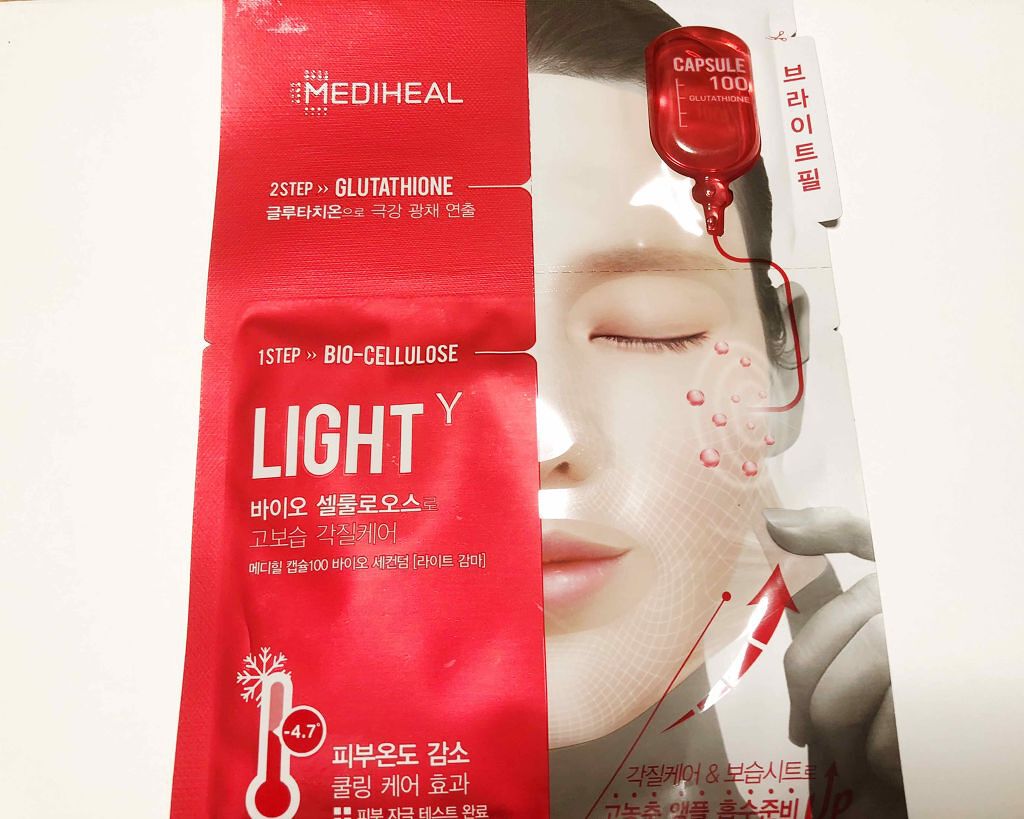 MEDIHEAL
2STEP ›› GLUTATHIONE
글루타치온으로 극강 광채 연출
1STEP ›› BIO-CELLULOSE
LIGHT Y
바이오 셀룰로오스로
고보습 각질케어
메디힐 캡슐100 바이오 세컨덤 [라이트 감마]
-4.7°
피부온도 감소
쿨링 케어 효과
피부 자극 테스트 완료
CAPSULE
100
GLUTATHIONE
브라이트필
각질케어 & 보습시트로
고농축 앰플 흡수준비 UP